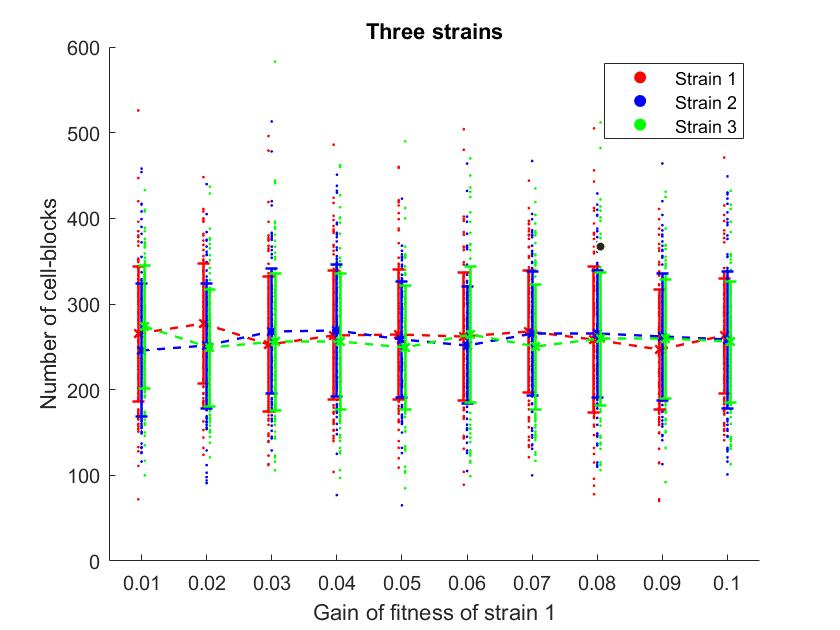 Three strains
600
500
400
300
200
100
0
Number of cell-blocks
Strain 1
Strain 2
Strain 3
0.01 0.02 0.03 0.04 0.05 0.06 0.07 0.08 0.09 0.1
Gain of fitness of strain 1